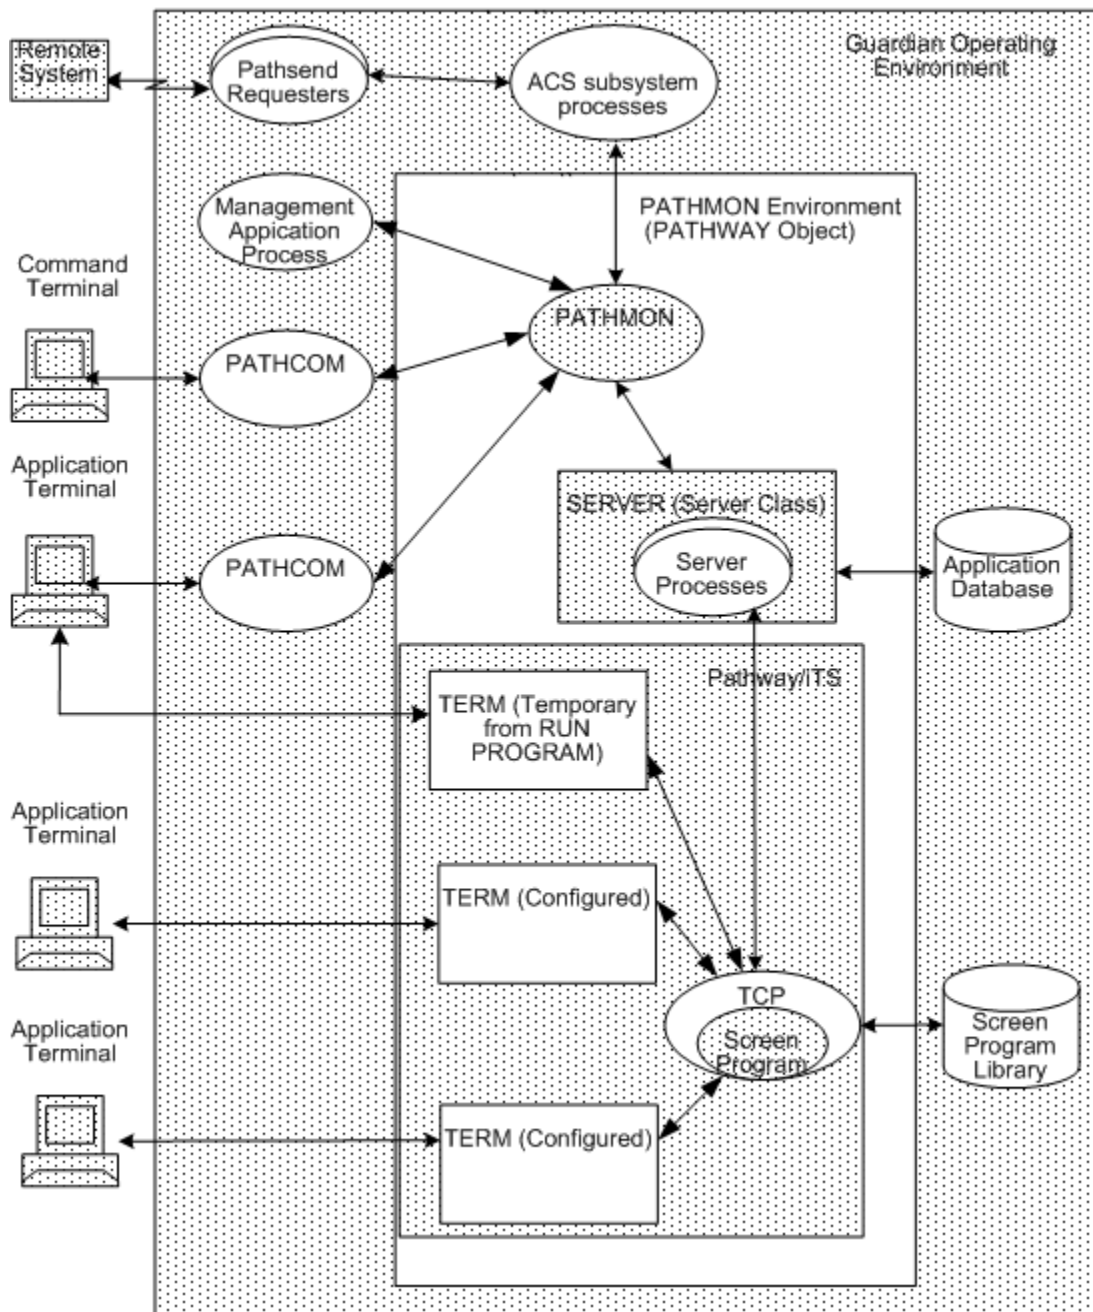 Remote
System
Pathsend
Requesters
ACS subsystem
processes
Guardian Operating
Environment
Management
Appication
Process
PATHMON Environment
(PATHWAY Object)
Command
Terminal
PATHCOM
PATHMON
Application
Terminal
PATHCOM
SERVER (Server Class)
Server
Processes
Application
Database
Pathway/iTS
TERM (Temporary
from RUN
PROGRAM)
Application
Terminal
TERM (Configured)
TCP
Screen
Program
Screen
Program
Library
Application
Terminal
TERM (Configured)